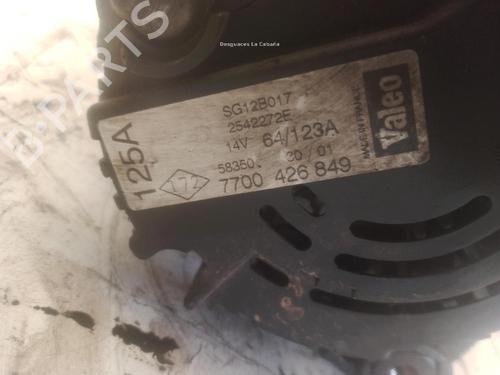 Desguaces La Cabaña
B-PARTS
125A
SG12B017
2542272E
14V 64/123A
58350. 30/01
172
7700 426 849
MADE IN FRANCE
Valeo